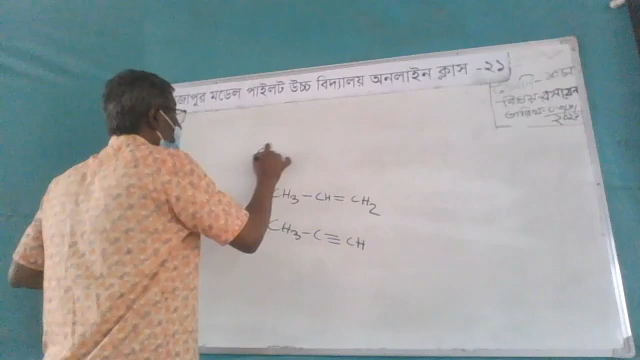 মডেল পাইলট উচ্চ বিদ্যালয় অনলাইন ক্লাস -২১
বিষয়: রসায়ন
CH3-CH=CH2
CH3-C≡CH